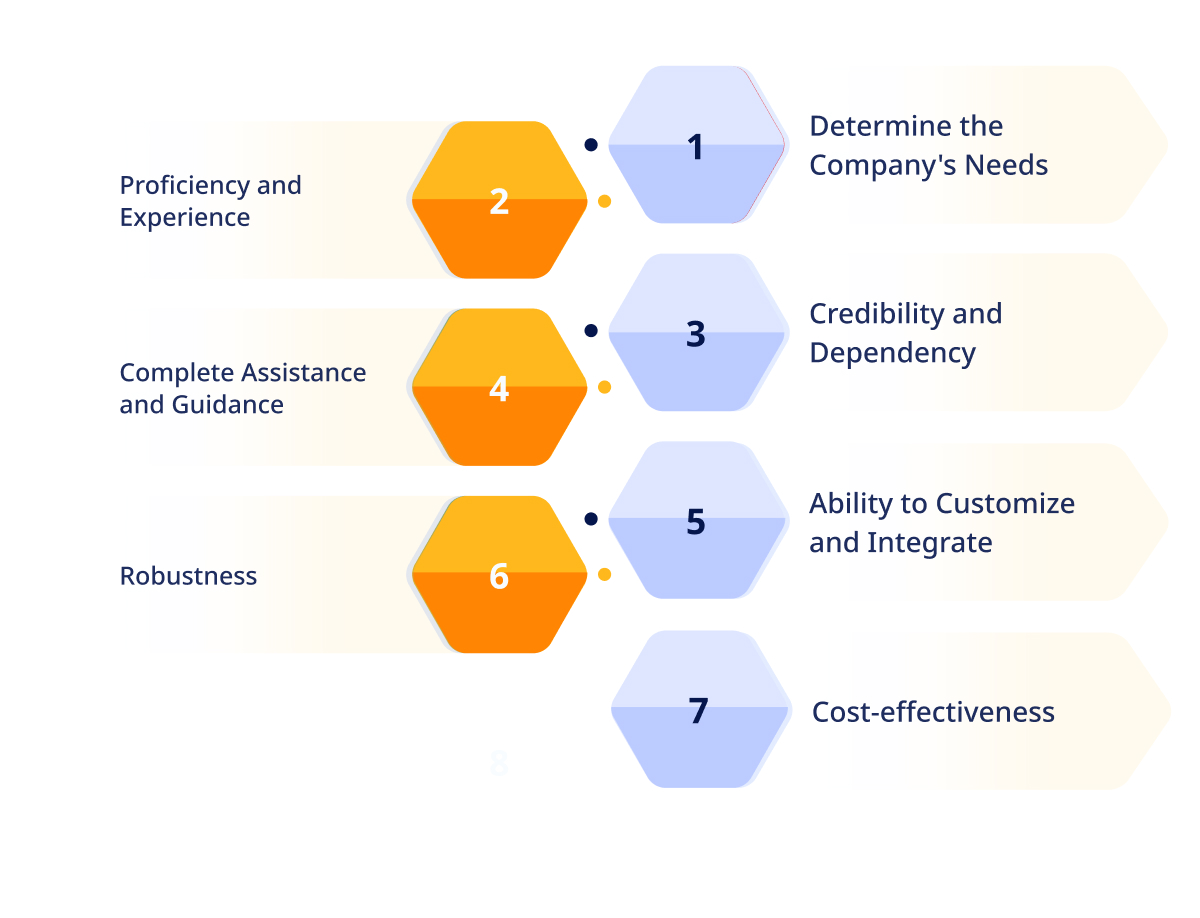 1
Determine the
Company's Needs
2
Proficiency and
Experience
3
Credibility and
Dependency
4
Complete Assistance
and Guidance
5
Ability to Customize
and Integrate
6
Robustness
7
Cost-effectiveness
8